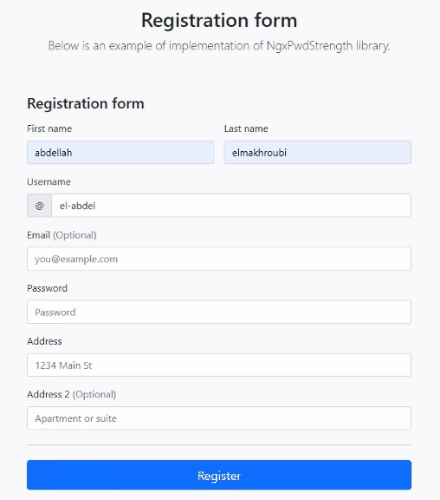 Registration form
Below is an example of implementation of NgxPwdStrength library.
Registration form
First name Last name
abdellah elmakhroubi
Username
@ el-abdel
Email (Optional)
you@example.com
Password
Password
Address
1234 Main St
Address 2 (Optional)
Apartment or suite
Register